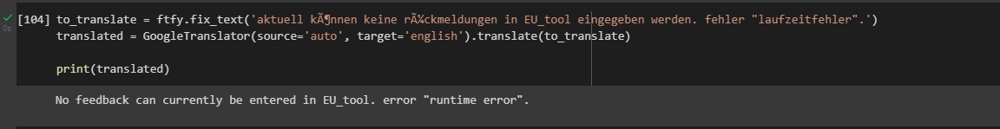 [104] to_translate = ftfy.fix_text('aktuell kÃ¶nnen keine rÃ¼ckmeldungen in EU_tool eingegeben werden. fehler "laufzeitfehler".')
0s
translated = GoogleTranslator(source='auto', target='english').translate(to_translate)
print(translated)
No feedback can currently be entered in EU_tool. error "runtime error".